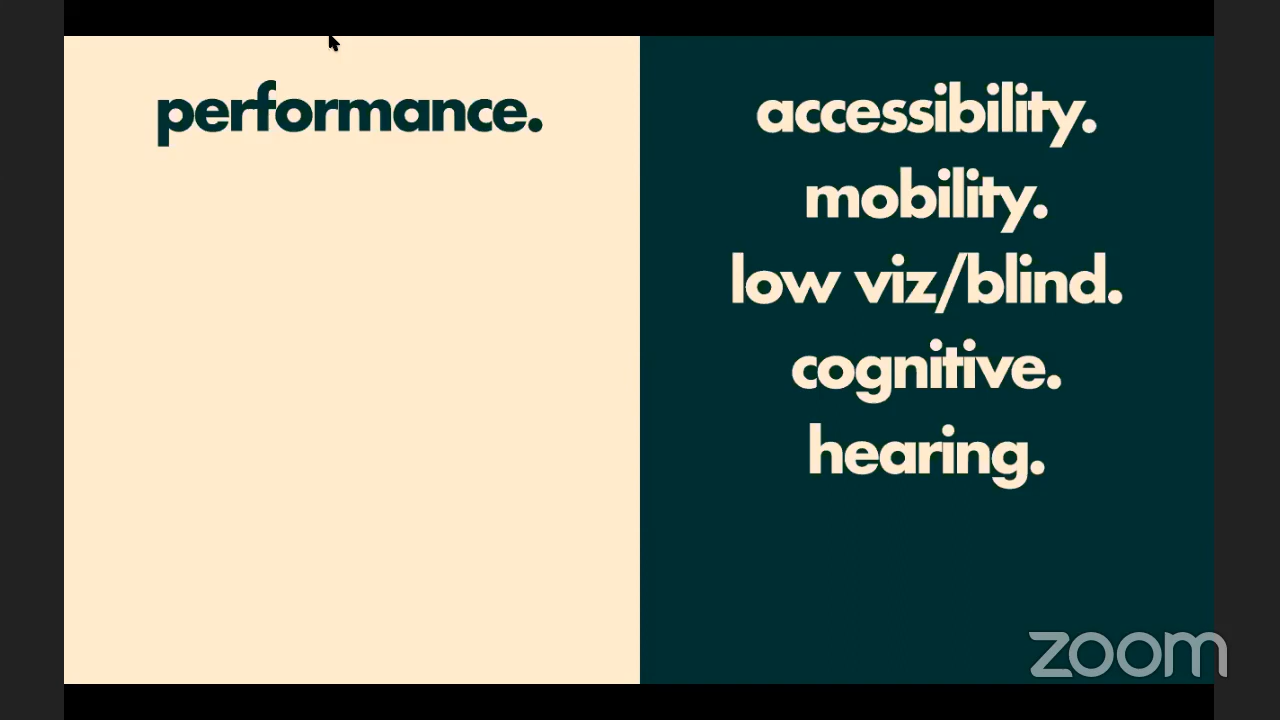 performance.
accessibility.
mobility.
low viz/blind.
cognitive.
hearing.
zoom